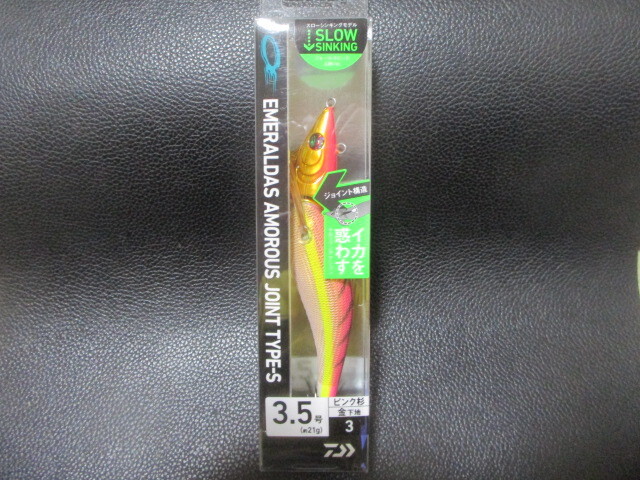 スローシンキングモデル
SLOW
SINKING
EMERALDAS AMOROUS JOINT TYPE-S
ジョイント構造
イカを
惑わす
3.5号
(約21g)
ピンク杉
金下地
3